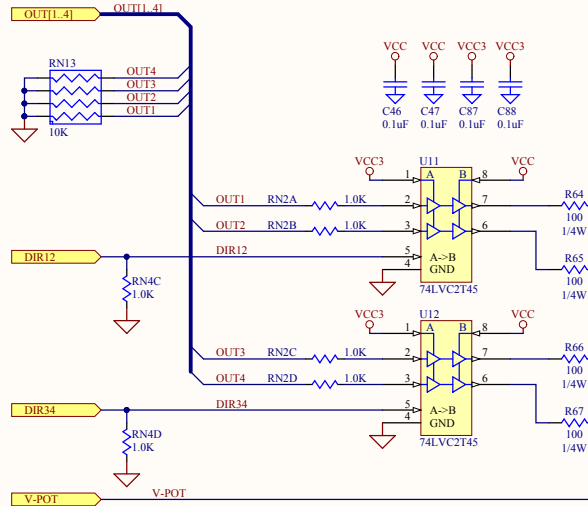 OUT[1..4]
OUT[1..4]
RN13
OUT4
OUT3
OUT2
OUT1
10K
VCC VCC VCC3 VCC3
C46 C47 C87 C88
0.1uF 0.1uF 0.1uF 0.1uF
U11
VCC3 1 A B 8 VCC
OUT1 RN2A 1.0K 2 7 R64
100
1/4W
OUT2 RN2B 1.0K 3 6
DIR12 DIR12 5 A->B
4 GND
74LVC2T45
R65
100
1/4W
RN4C
1.0K
U12
VCC3 1 A B 8 VCC
OUT3 RN2C 1.0K 2 7 R66
100
1/4W
OUT4 RN2D 1.0K 3 6
DIR34 DIR34 5 A->B
4 GND
74LVC2T45
R67
100
1/4W
RN4D
1.0K
V-POT V-POT